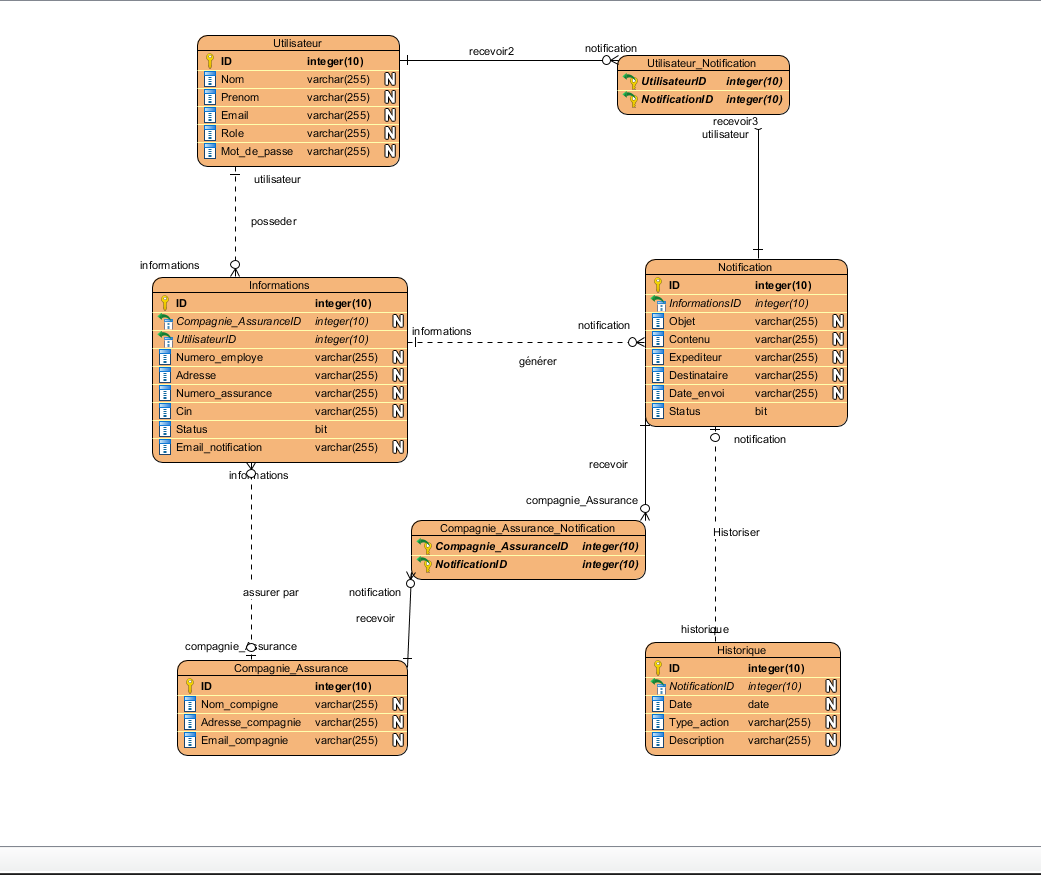 Utilisateur
ID integer(10)
Nom varchar(255) N
Prenom varchar(255) N
Email varchar(255) N
Role varchar(255) N
Mot_de_passe varchar(255) N
recevoir2
notification
Utilisateur_Notification
UtilisateurID integer(10)
NotificationID integer(10)
recevoir3
utilisateur
utilisateur
posseder
informations
Informations
ID integer(10)
Compagnie_AssuranceID integer(10) N
UtilisateurID integer(10)
Numero_employe varchar(255) N
Adresse varchar(255) N
Numero_assurance varchar(255) N
Cin varchar(255) N
Status bit
Email_notification varchar(255) N
informations
notification
générer
Notification
ID integer(10)
InformationsID integer(10)
Objet varchar(255) N
Contenu varchar(255) N
Expediteur varchar(255) N
Destinataire varchar(255) N
Date_envoi varchar(255) N
Status bit
notification
recevoir
compagnie_Assurance
informations
Compagnie_Assurance_Notification
Compagnie_AssuranceID integer(10)
NotificationID integer(10)
Historiser
assurer par
notification
recevoir
historique
compagnie_Assurance
Compagnie_Assurance
ID integer(10)
Nom_compigne varchar(255) N
Adresse_compagnie varchar(255) N
Email_compagnie varchar(255) N
Historique
ID integer(10)
NotificationID integer(10) N
Date date N
Type_action varchar(255) N
Description varchar(255) N